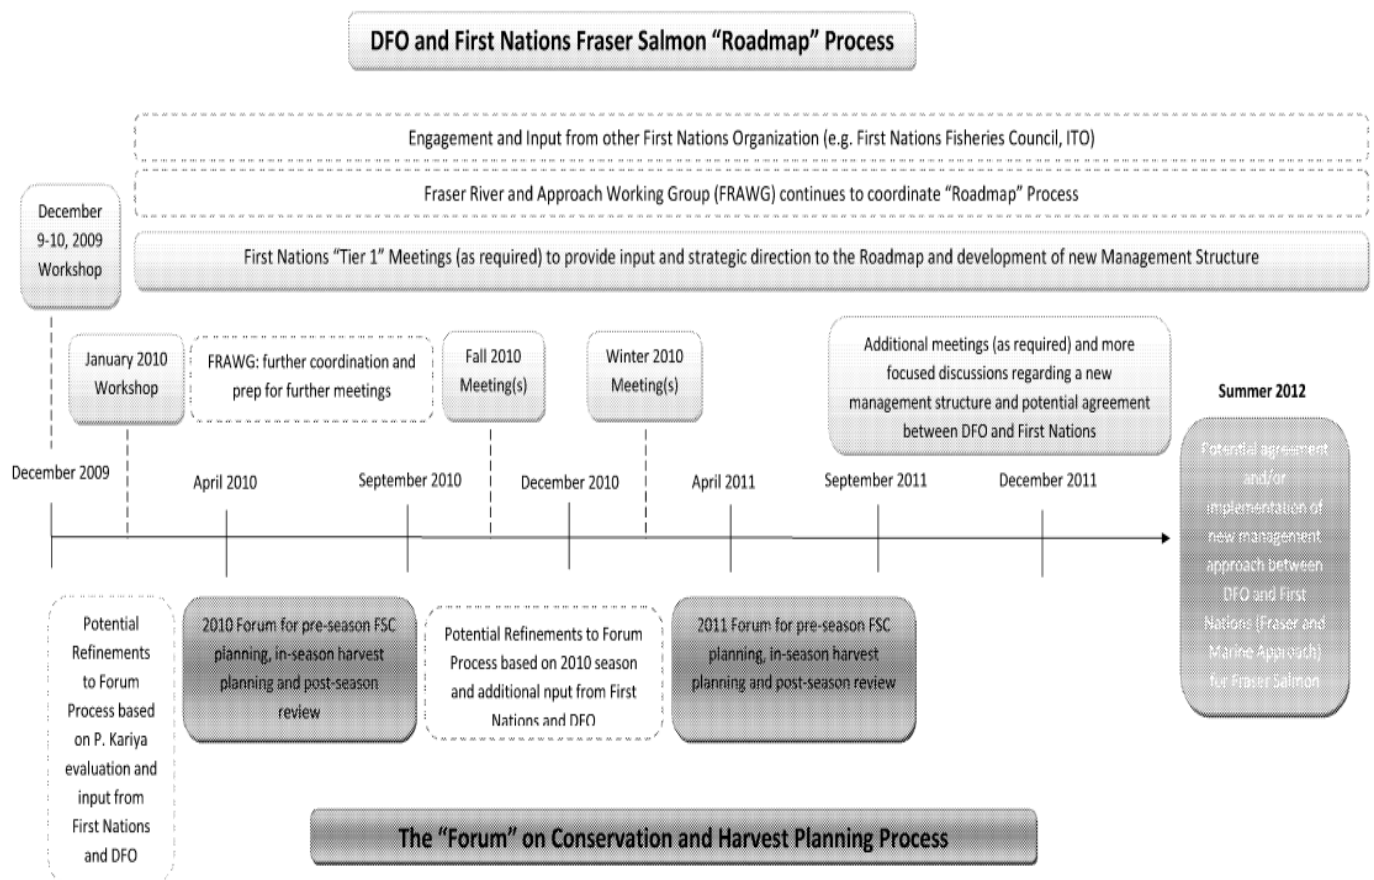 DFO and First Nations Fraser Salmon “Roadmap” Process
Engagement and Input from other First Nations Organization (e.g. First Nations Fisheries Council, ITO)
Fraser River and Approach Working Group (FRAWG) continues to coordinate “Roadmap” Process
First Nations “Tier 1” Meetings (as required) to provide input and strategic direction to the Roadmap and development of new Management Structure
December
9-10, 2009
Workshop
January 2010
Workshop
FRAWG: further coordination and
prep for further meetings
Fall 2010
Meeting(s)
Winter 2010
Meeting(s)
Additional meetings (as required) and more
focused discussions regarding a new
management structure and potential agreement
between DFO and First Nations
Summer 2012
Potential agreement
and/or
implementation of
new management
approach between
DFO and First
Nations (Fraser and
Marine Approach)
for Fraser Salmon
December 2009
April 2010
September 2010
December 2010
April 2011
September 2011
December 2011
Potential
Refinements
to Forum
Process based
on P. Kariya
evaluation and
input from
First Nations
and DFO
2010 Forum for pre-season FSC
planning, in-season harvest
planning and post-season
review
Potential Refinements to Forum
Process based on 2010 season
and additional nput from First
Nations and DFO
2011 Forum for pre-season FSC
planning, in-season harvest
planning and post-season review
The “Forum” on Conservation and Harvest Planning Process